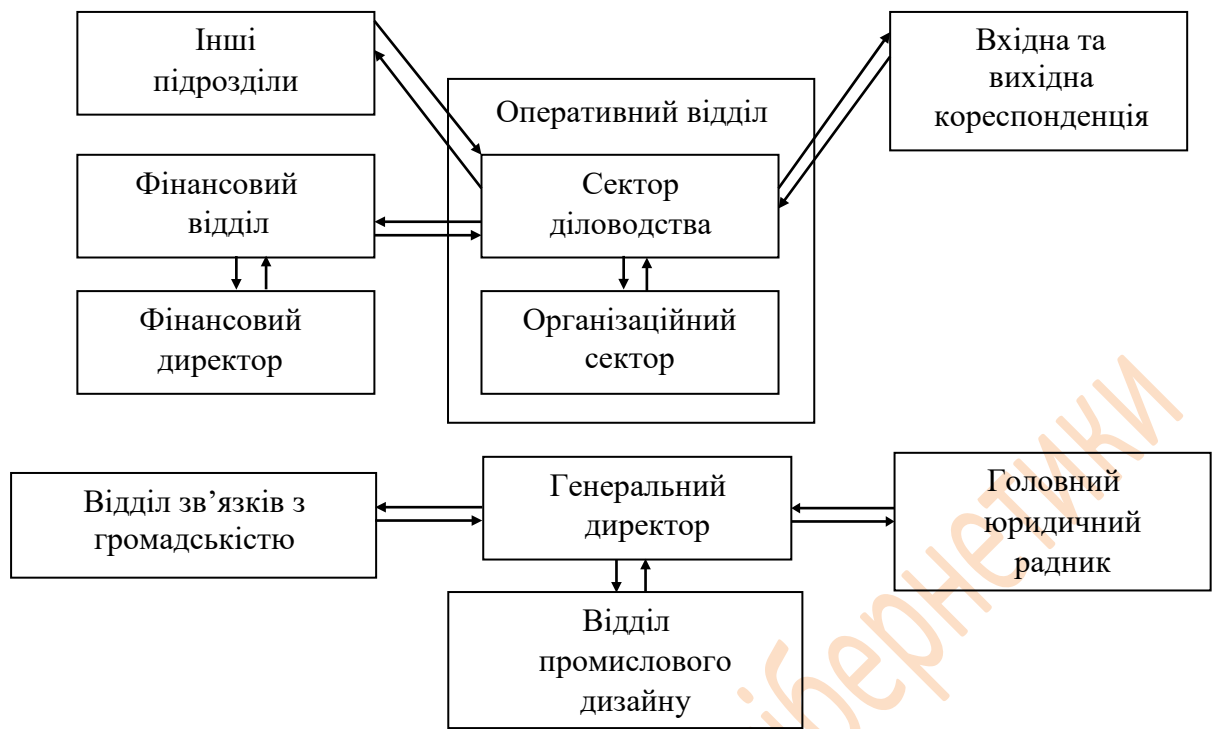 Інші
підрозділи
Вхідна та
вихідна
кореспонденція
Оперативний відділ
Фінансовий
відділ
Сектор
діловодства
Фінансовий
директор
Організаційний
сектор
Відділ зв’язків з
громадськістю
Генеральний
директор
Головний
юридичний
радник
Відділ
промислового
дизайну
ібернетики